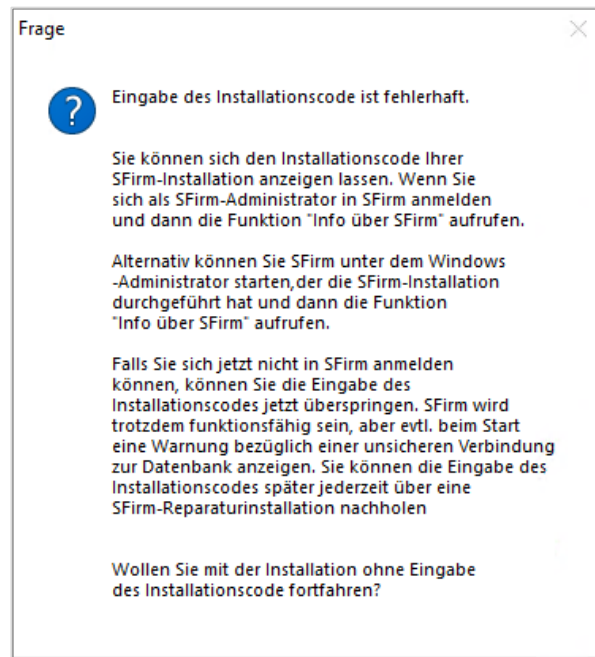 Frage
Eingabe des Installationscode ist fehlerhaft.
Sie können sich den Installationscode Ihrer
SFirm-Installation anzeigen lassen. Wenn Sie
sich als SFirm-Administrator in SFirm anmelden
und dann die Funktion "Info über SFirm" aufrufen.
Alternativ können Sie SFirm unter dem Windows
-Administrator starten,der die SFirm-Installation
durchgeführt hat und dann die Funktion
"Info über SFirm" aufrufen.
Falls Sie sich jetzt nicht in SFirm anmelden
können, können Sie die Eingabe des
Installationscodes jetzt überspringen. SFirm wird
trotzdem funktionsfähig sein, aber evtl. beim Start
eine Warnung bezüglich einer unsicheren Verbindung
zur Datenbank anzeigen. Sie können die Eingabe des
Installationscodes später jederzeit über eine
SFirm-Reparaturinstallation nachholen
Wollen Sie mit der Installation ohne Eingabe
des Installationscode fortfahren?